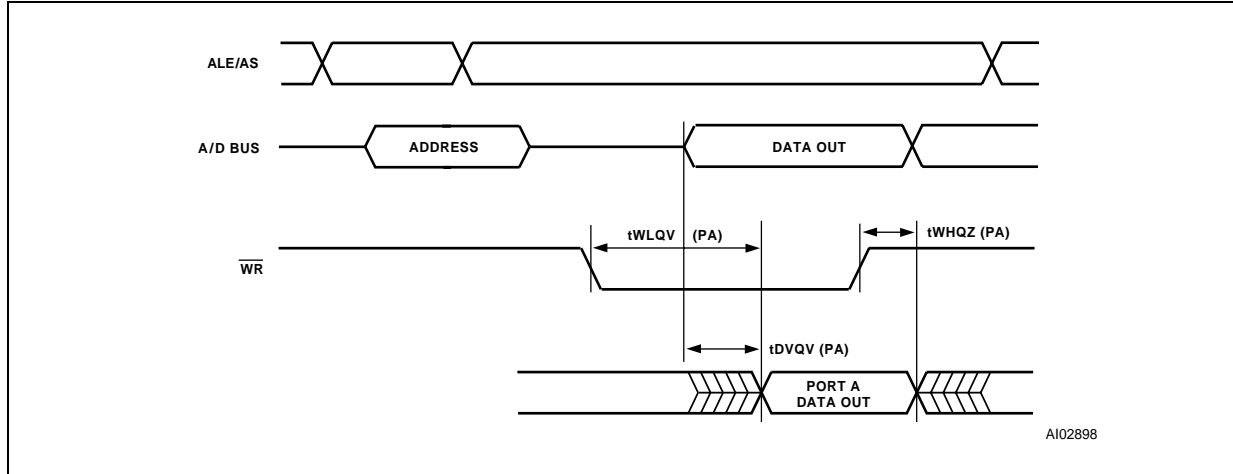 ALE/AS
A/D BUS
ADDRESS
DATA OUT
tWLQV (PA)
tWHQZ (PA)
WR
tDVQV (PA)
PORT A
DATA OUT
AI02898